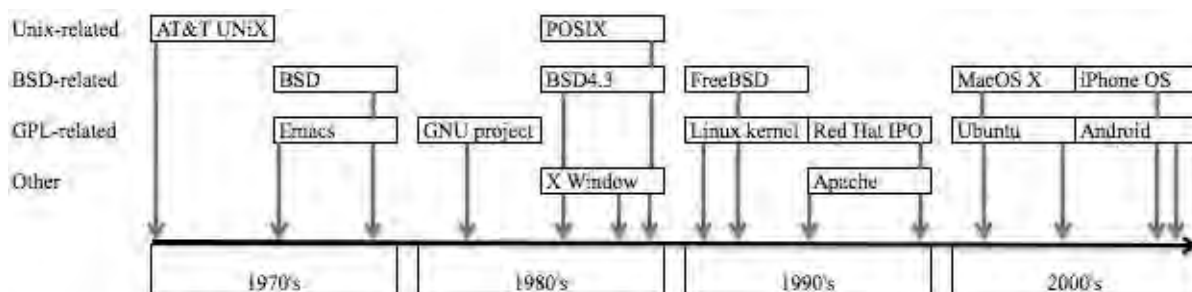 Unix-related AT&T UNiX POSIX
BSD-related BSD BSD4.3 FreeBSD MacOS X iPhone OS
GPL-related Emacs GNU project Linux kernel Red Hat IPO Ubuntu Android
Other X Window Apache
1970's 1980's 1990's 2000's